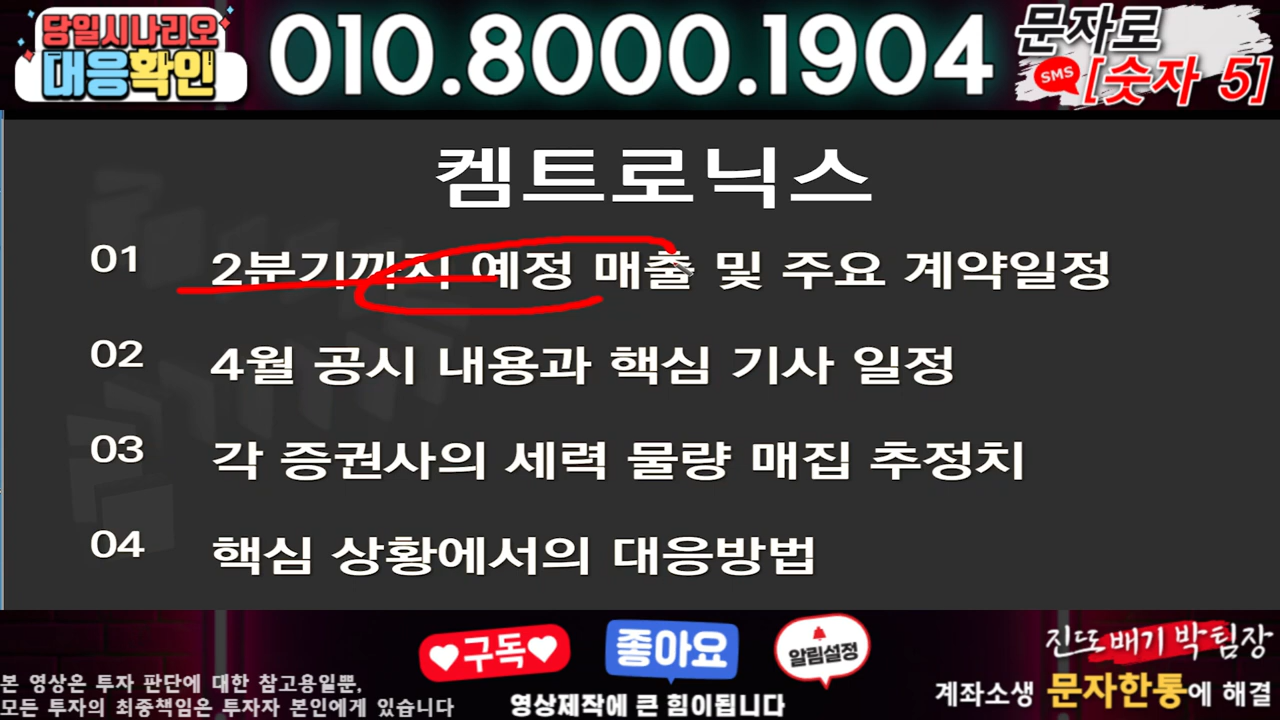 당일시나리오
대응확인
010.8000.1904
문자로
SMS [숫자 5]
켐트로닉스
01 2분기까지 예정 매출 및 주요 계약일정
02 4월 공시 내용과 핵심 기사 일정
03 각 증권사의 세력 물량 매집 추정치
04 핵심 상황에서의 대응방법
구독
좋아요
알림설정
영상제작에 큰 힘이됩니다
본 영상은 투자 판단에 대한 참고용일뿐,
모든 투자의 최종책임은 투자자 본인에게 있습니다
진또배기 박팀장
계좌소생 문자한통에 해결